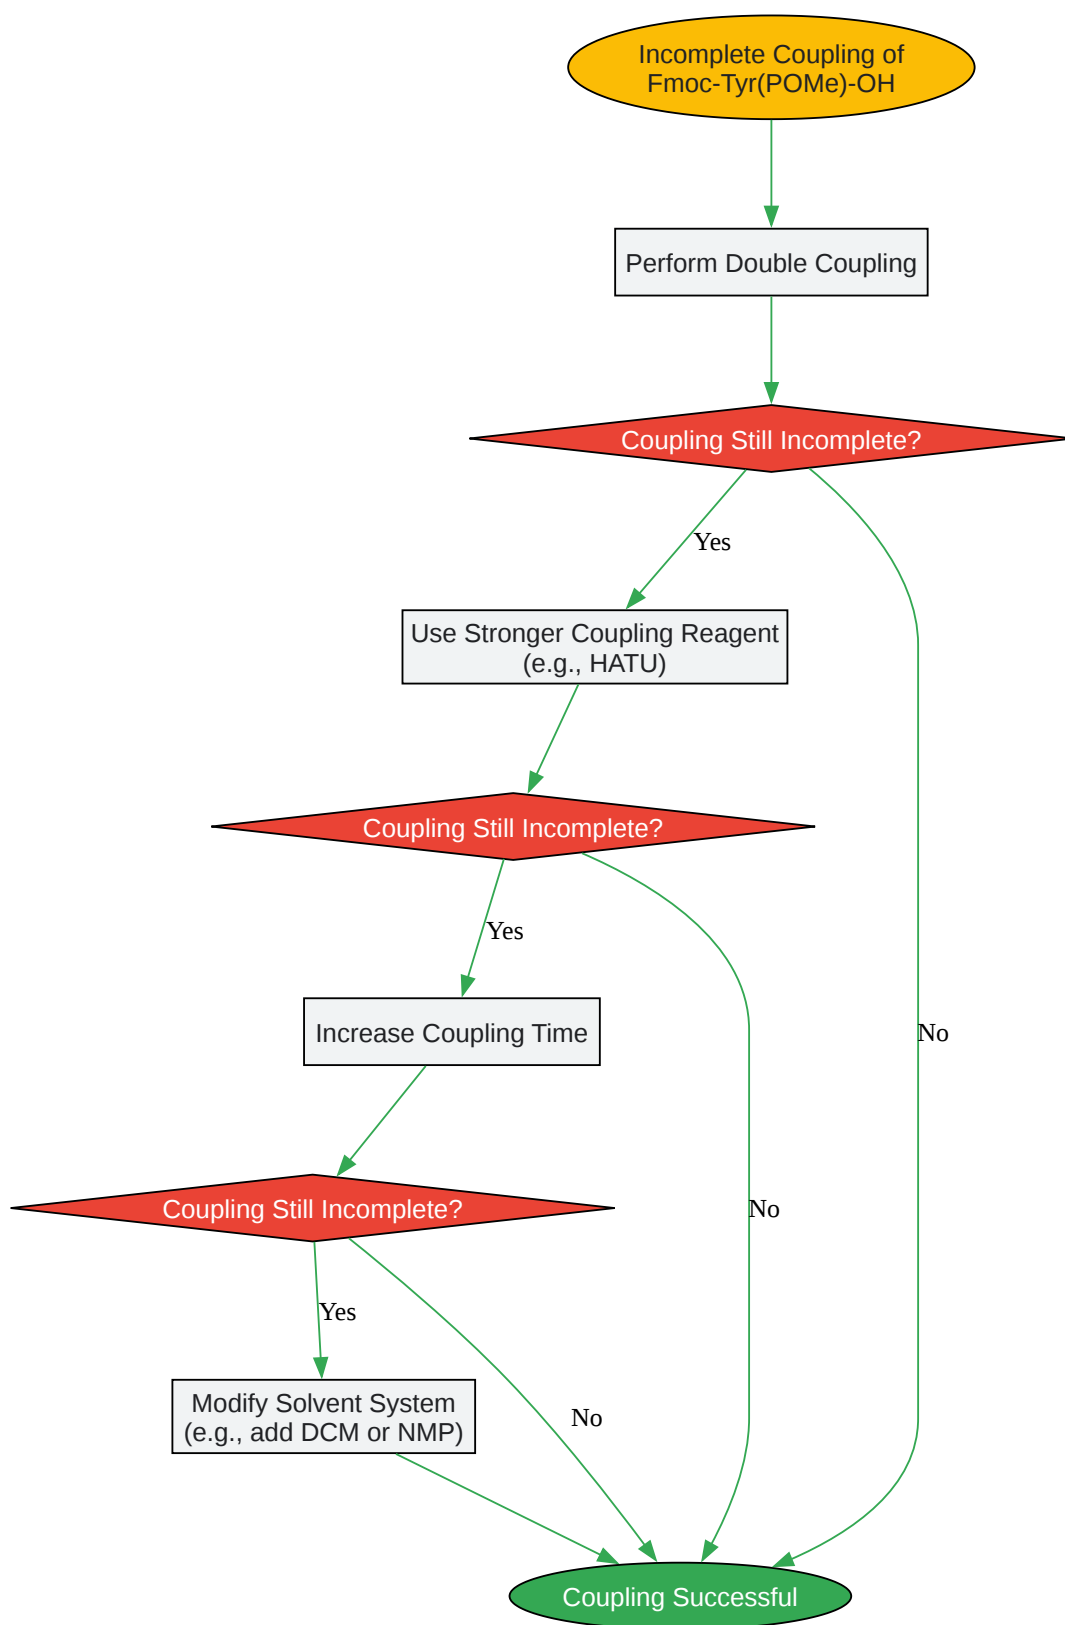 Incomplete Coupling of
Fmoc-Tyr(POMe)-OH
Perform Double Coupling
Coupling Still Incomplete?
Yes
Use Stronger Coupling Reagent
(e.g., HATU)
Coupling Still Incomplete?
Yes
Increase Coupling Time
No
Coupling Still Incomplete?
No
Yes
Modify Solvent System
(e.g., add DCM or NMP)
No
Coupling Successful